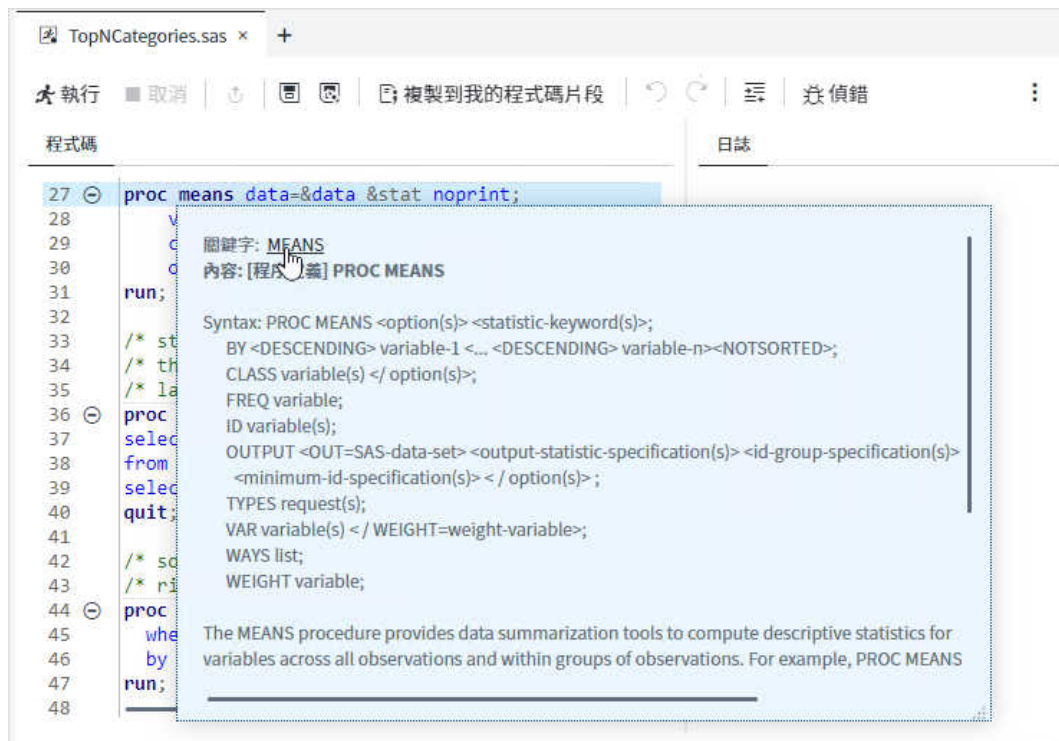 TopNCategories.sas × +
執行 取消 複製到我的程式碼片段 偵錯
程式碼 日誌
27 proc means data=&data &stat noprint;
28 v
29 c
30 o
31 run;
32
33 /* st
34 /* th
35 /* la
36 proc
37 selec
38 from
39 selec
40 quit;
41
42 /* so
43 /* ri
44 proc
45 whe
46 by
47 run;
48
關鍵字: MEANS
內容: [程序定義] PROC MEANS
Syntax: PROC MEANS <option(s)> <statistic-keyword(s)>;
BY <DESCENDING> variable-1 <... <DESCENDING> variable-n><NOTSORTED>;
CLASS variable(s) </ option(s)>;
FREQ variable;
ID variable(s);
OUTPUT <OUT=SAS-data-set> <output-statistic-specification(s)> <id-group-specification(s)>
<minimum-id-specification(s)> < / option(s)> ;
TYPES request(s);
VAR variable(s) < / WEIGHT=weight-variable>;
WAYS list;
WEIGHT variable;
The MEANS procedure provides data summarization tools to compute descriptive statistics for
variables across all observations and within groups of observations. For example, PROC MEANS